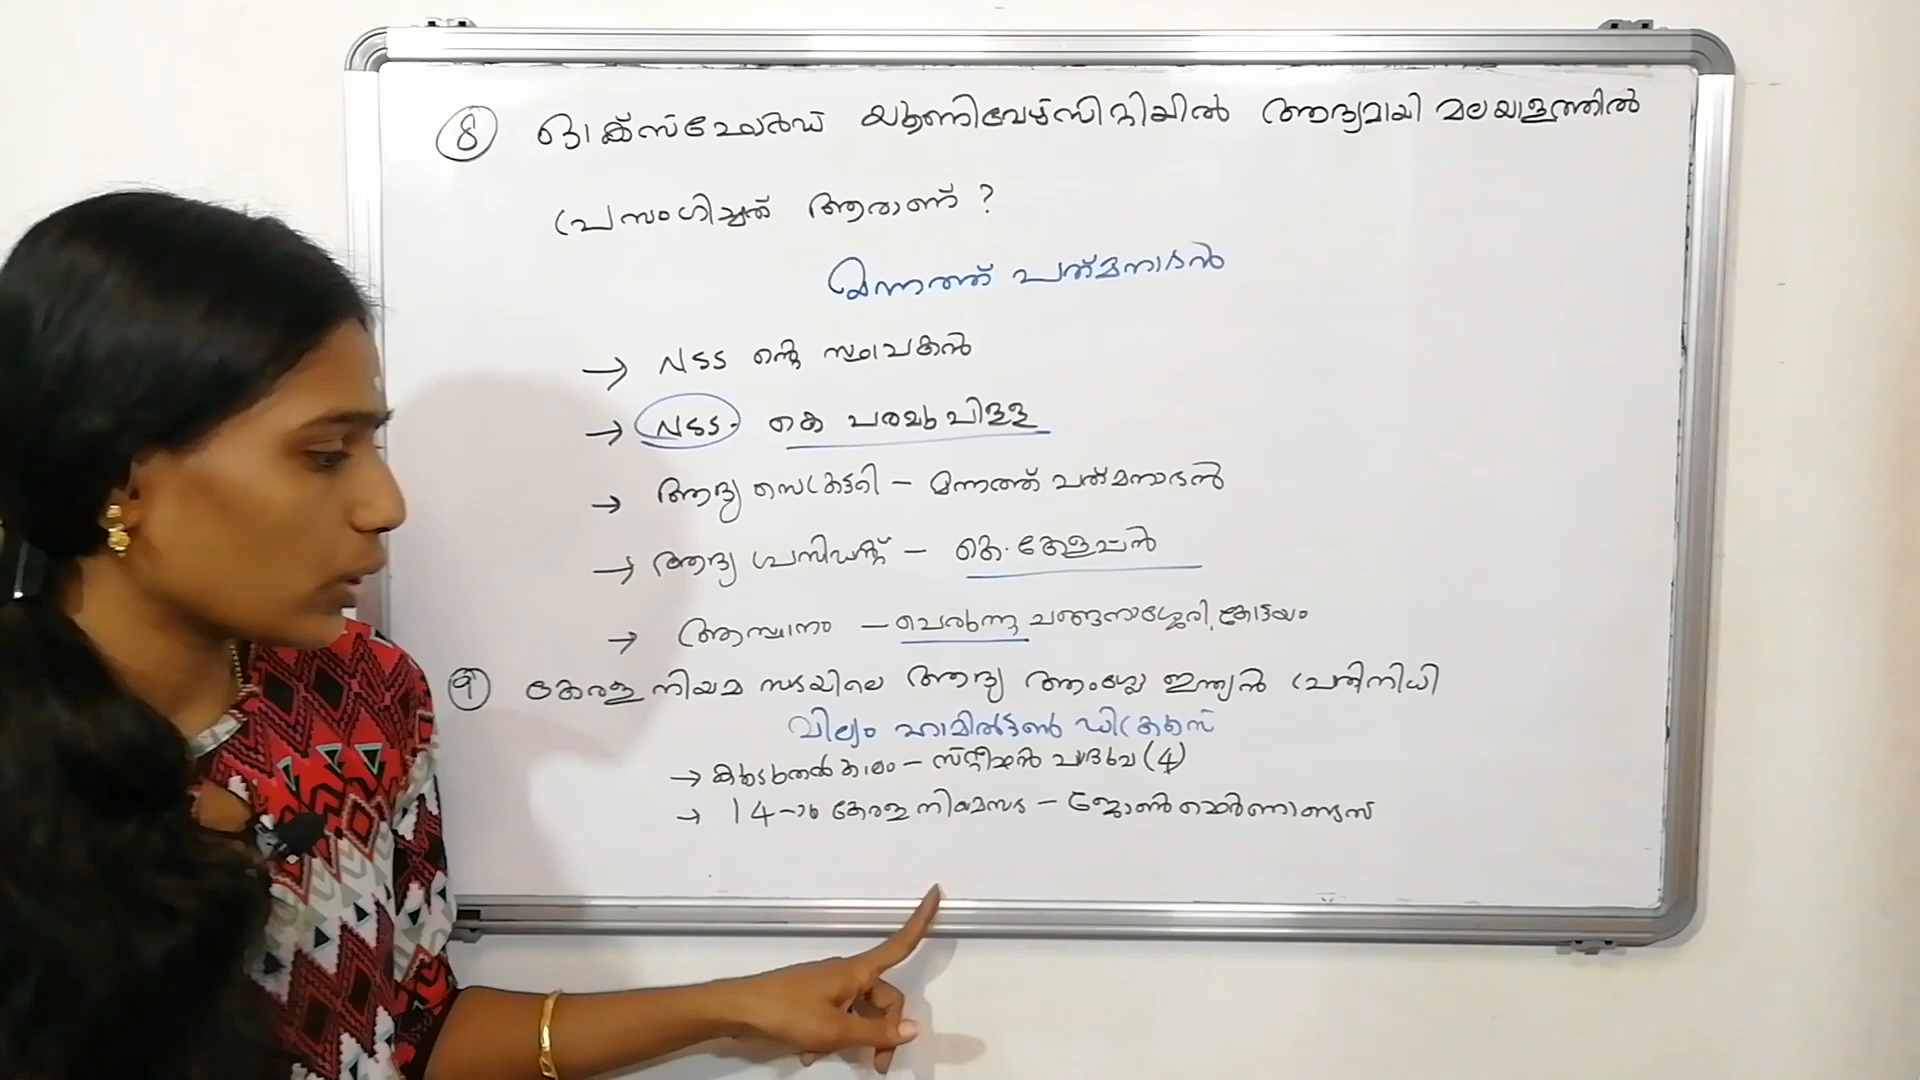 ⑧ ഓക്സ്ഫോർഡ് യൂണിവേഴ്സിറ്റിയിൽ ആദ്യമായി മലയാളത്തിൽ
പ്രസംഗിച്ചത് ആരാണ് ?
മന്നത്ത് പത്മനാഭൻ
→ NSS ന്റെ സ്ഥാപകൻ
→ NSS - കെ പരമുപിള്ള
→ ആദ്യ സെക്രട്ടറി - മന്നത്ത് പത്മനാഭൻ
→ ആദ്യ പ്രസിഡന്റ് - കെ. കേളപ്പൻ
→ ആസ്ഥാനം - പെരുന്ന ചങ്ങനാശ്ശേരി, കോട്ടയം
⑨ കേരള നിയമ സഭയിലെ ആദ്യ ആംഗ്ലോ ഇന്ത്യൻ പ്രതിനിധി
വില്യം ഹാമിൽട്ടൺ ഡിക്രൂസ്
→ കൂടുതൽ കാലം - സ്റ്റീഫൻ പാദുവ (4)
→ 14-ാം കേരള നിയമസഭ - ജോൺ ഫെർണാണ്ടസ്